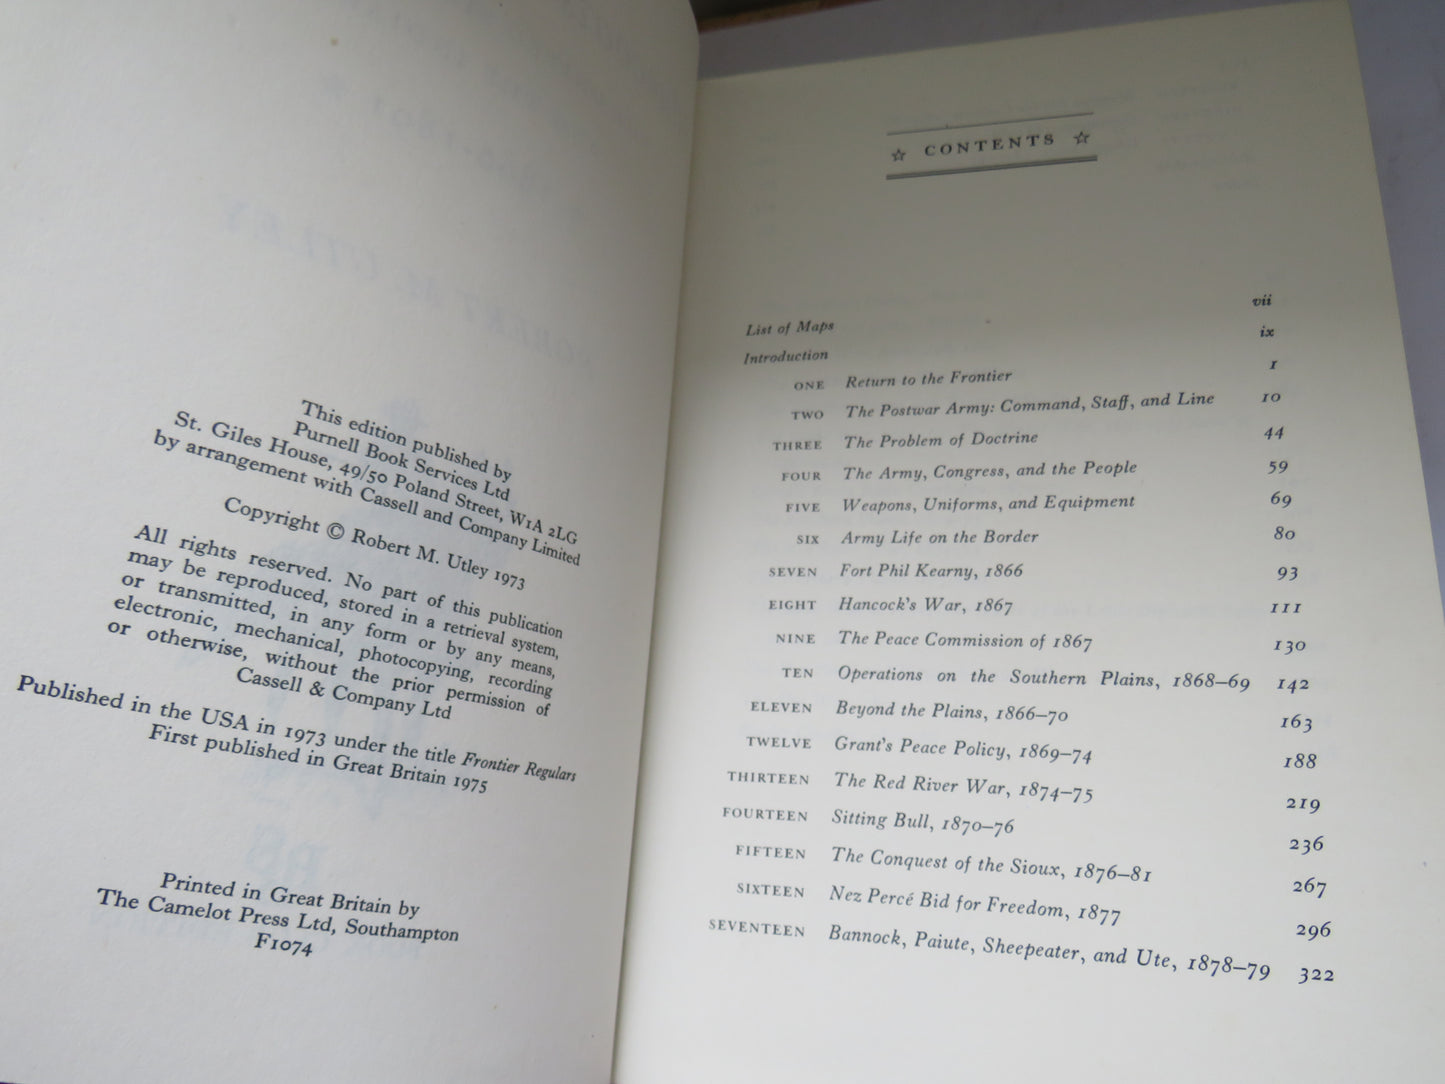 This edition published by
Purnell Book Services Ltd
St. Giles House, 49/50 Poland Street, W1A 2LG
by arrangement with Cassell and Company Limited
Copyright © Robert M. Utley 1973
All rights reserved. No part of this publication
may be reproduced, stored in a retrieval system,
or transmitted, in any form or by any means,
electronic, mechanical, photocopying, recording
or otherwise, without the prior permission of
Cassell & Company Ltd
Published in the USA in 1973 under the title Frontier Regulars
First published in Great Britain 1975
Printed in Great Britain by
The Camelot Press Ltd, Southampton
F1074
☆ CONTENTS ☆
List of Maps vii
Introduction ix
ONE Return to the Frontier 1
TWO The Postwar Army: Command, Staff, and Line 10
THREE The Problem of Doctrine 44
FOUR The Army, Congress, and the People 59
FIVE Weapons, Uniforms, and Equipment 69
SIX Army Life on the Border 80
SEVEN Fort Phil Kearny, 1866 93
EIGHT Hancock's War, 1867 111
NINE The Peace Commission of 1867 130
TEN Operations on the Southern Plains, 1868–69 142
ELEVEN Beyond the Plains, 1866–70 163
TWELVE Grant's Peace Policy, 1869–74 188
THIRTEEN The Red River War, 1874–75 219
FOURTEEN Sitting Bull, 1870–76 236
FIFTEEN The Conquest of the Sioux, 1876–81 267
SIXTEEN Nez Percé Bid for Freedom, 1877 296
SEVENTEEN Bannock, Paiute, Sheepeater, and Ute, 1878–79 322